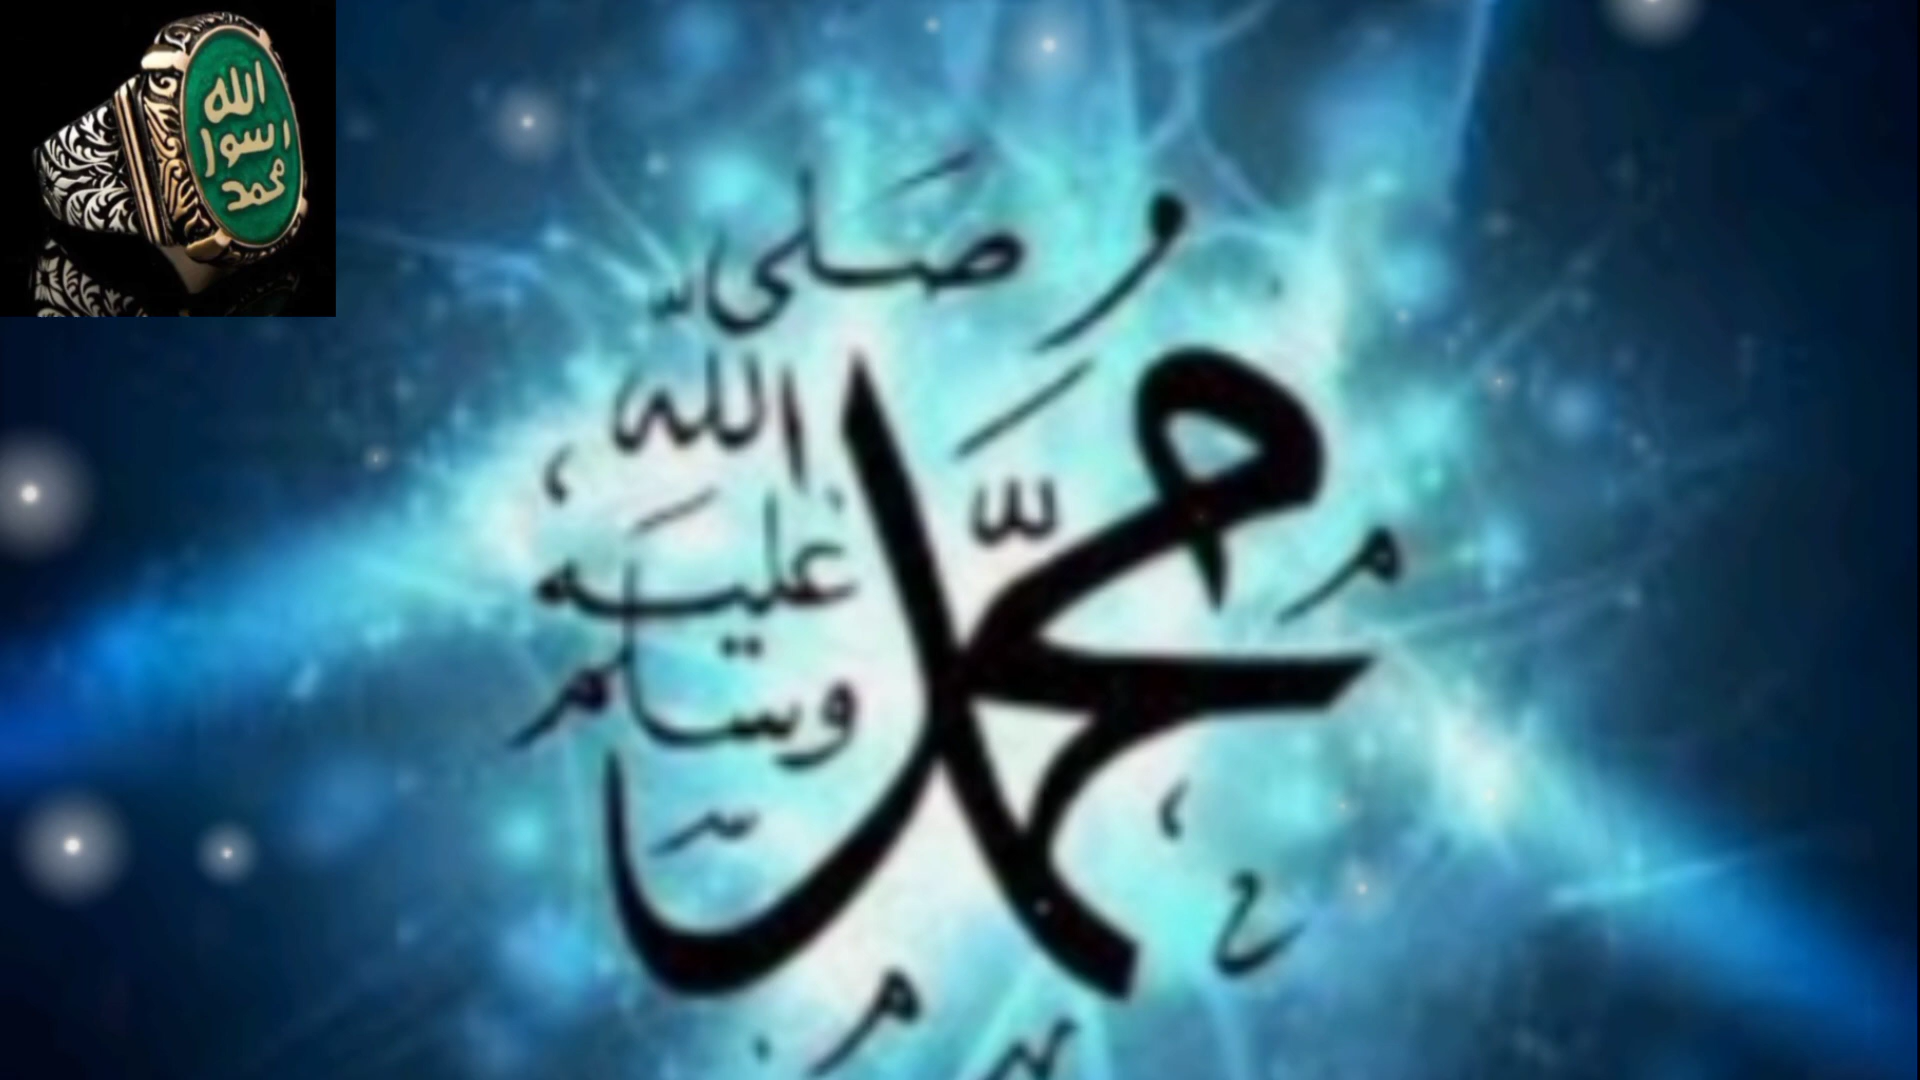 الله
رسول
محمد
محمد
صلى
الله
عليه
وسلم